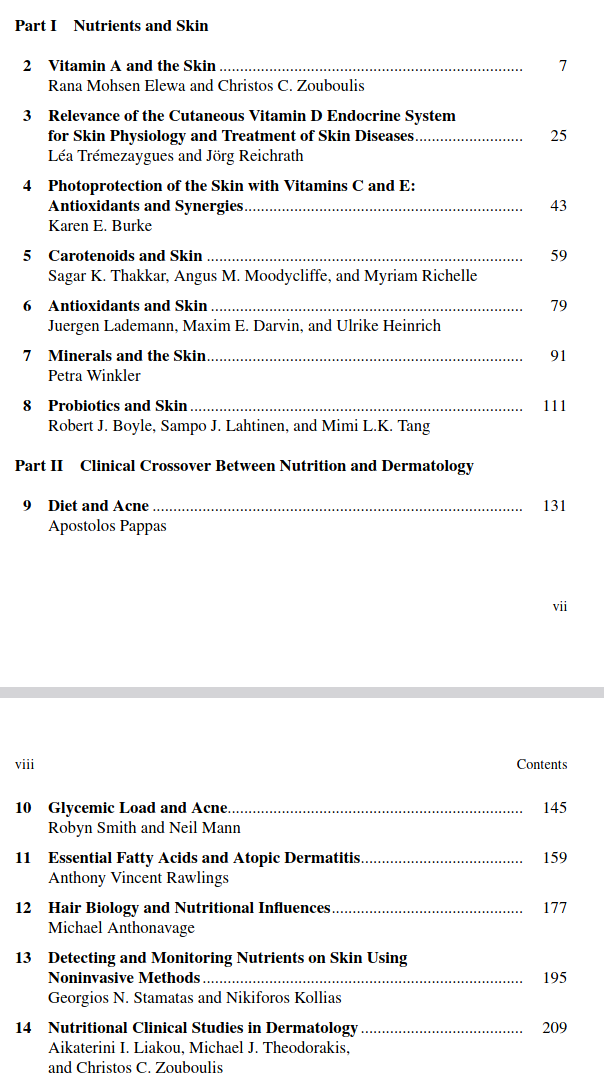 Part I Nutrients and Skin
2 Vitamin A and the Skin ........................................................................ 7
Rana Mohsen Elewa and Christos C. Zouboulis
3 Relevance of the Cutaneous Vitamin D Endocrine System
for Skin Physiology and Treatment of Skin Diseases.......................... 25
Léa Trémezaygues and Jörg Reichrath
4 Photoprotection of the Skin with Vitamins C and E:
Antioxidants and Synergies.................................................................. 43
Karen E. Burke
5 Carotenoids and Skin ........................................................................... 59
Sagar K. Thakkar, Angus M. Moodycliffe, and Myriam Richelle
6 Antioxidants and Skin .......................................................................... 79
Juergen Lademann, Maxim E. Darvin, and Ulrike Heinrich
7 Minerals and the Skin........................................................................... 91
Petra Winkler
8 Probiotics and Skin ............................................................................... 111
Robert J. Boyle, Sampo J. Lahtinen, and Mimi L.K. Tang
Part II Clinical Crossover Between Nutrition and Dermatology
9 Diet and Acne ........................................................................................ 131
Apostolos Pappas
vii
viii Contents
10 Glycemic Load and Acne...................................................................... 145
Robyn Smith and Neil Mann
11 Essential Fatty Acids and Atopic Dermatitis...................................... 159
Anthony Vincent Rawlings
12 Hair Biology and Nutritional Influences............................................. 177
Michael Anthonavage
13 Detecting and Monitoring Nutrients on Skin Using
Noninvasive Methods............................................................................ 195
Georgios N. Stamatas and Nikiforos Kollias
14 Nutritional Clinical Studies in Dermatology ...................................... 209
Aikaterini I. Liakou, Michael J. Theodorakis,
and Christos C. Zouboulis